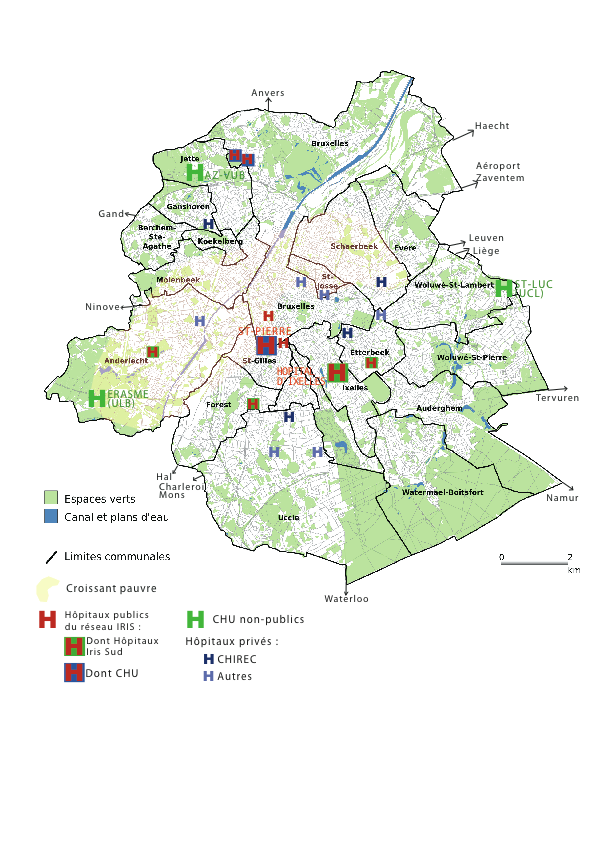 Anvers
Haecht
Bruxelles
Jette
AZ-VUB
Aéroport
Zaventem
Ganshoren
Gand
Berchem-
Ste-
Agathe
Koekelberg
Schaerbeek
Evere
Leuven
Liège
Molenbeek
St-
Josse
Woluwé-St-Lambert
ST-LUC
(UCL)
Ninove
Bruxelles
ST-PIERRE
Anderlecht
St-Gilles
Etterbeek
Woluwé-St-Pierre
HOPITAL
D'IXELLES
Ixelles
ERASME
(ULB)
Forest
Auderghem
Tervuren
Hal
Charleroi
Mons
Watermael-Boitsfort
Namur
Uccle
Espaces verts
Canal et plans d'eau
Limites communales
0 2
km
Croissant pauvre
Waterloo
Hôpitaux publics
du réseau IRIS :
Dont Hôpitaux
Iris Sud
Dont CHU
CHU non-publics
Hôpitaux privés :
CHIREC
Autres